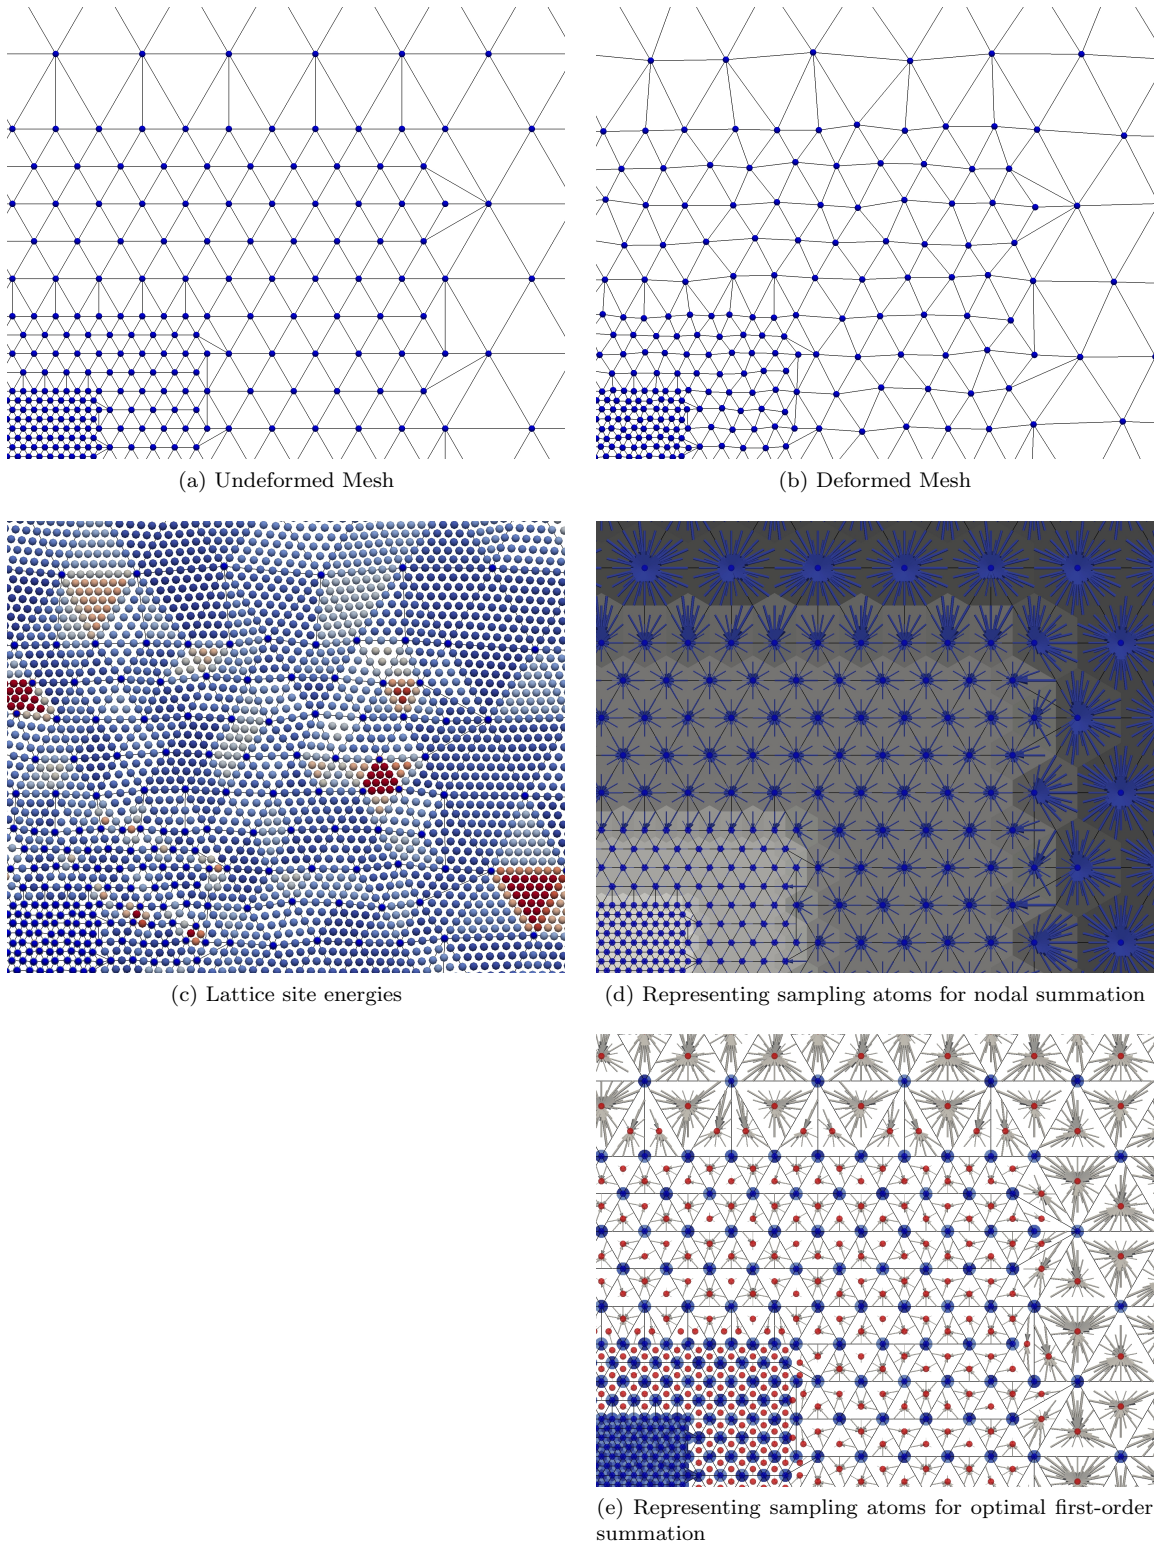 (a) Undeformed Mesh
(b) Deformed Mesh
(c) Lattice site energies
(d) Representing sampling atoms for nodal summation
(e) Representing sampling atoms for optimal first-order
summation